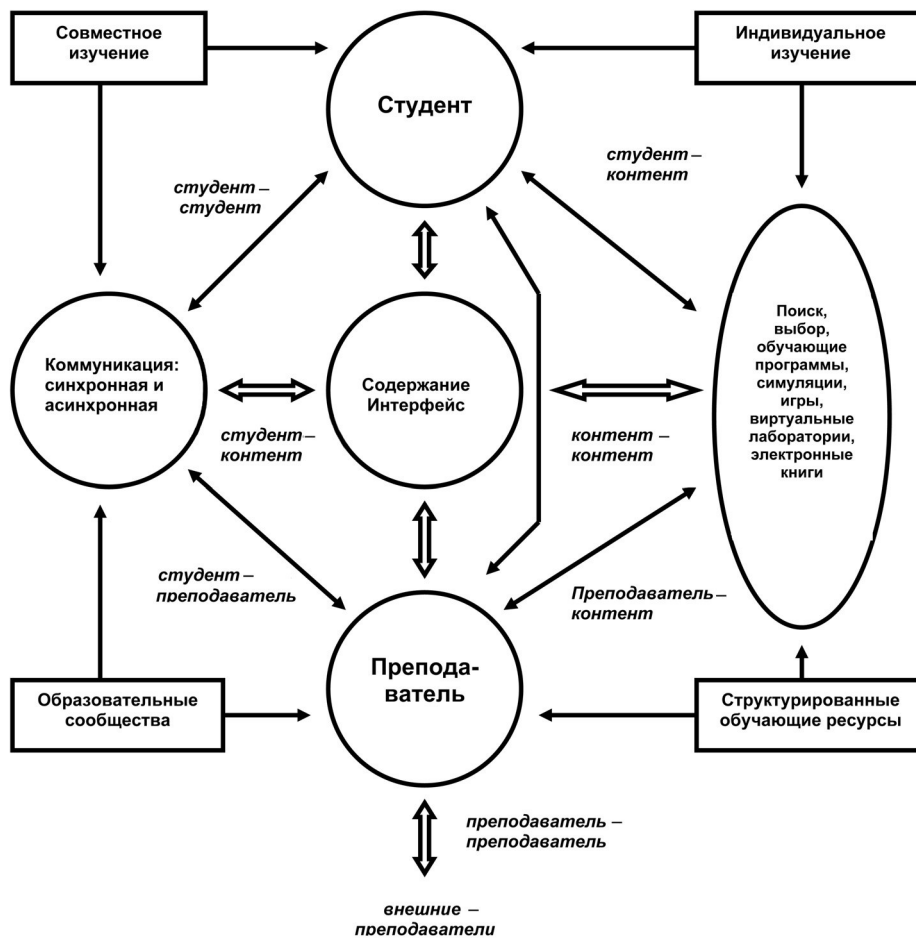 Совместное
изучение
Индивидуальное
изучение
Студент
студент –
студент
студент –
контент
Коммуникация:
синхронная и
асинхронная
Содержание
Интерфейс
Поиск,
выбор,
обучающие
программы,
симуляции,
игры,
виртуальные
лаборатории,
электронные
книги
студент –
контент
контент –
контент
студент –
преподаватель
Преподаватель –
контент
Препода-
ватель
Образовательные
сообщества
Структурированные
обучающие ресурсы
преподаватель –
преподаватель
внешние –
преподаватели